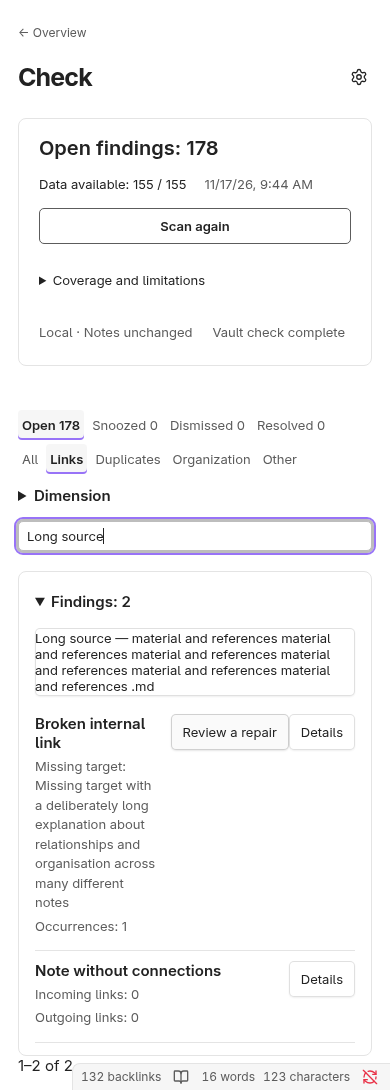 ← Overview
Check
Open findings: 178
Data available: 155 / 155 11/17/26, 9:44 AM
Scan again
▶ Coverage and limitations
Local · Notes unchanged Vault check complete
Open 178 Snoozed 0 Dismissed 0 Resolved 0
All Links Duplicates Organization Other
▶ Dimension
Long source
▼ Findings: 2
Long source — material and references material
and references material and references material
and references material and references material
and references .md
Broken internal
link
Review a repair Details
Missing target:
Missing target with
a deliberately long
explanation about
relationships and
organisation across
many different
notes
Occurrences: 1
Note without connections Details
Incoming links: 0
Outgoing links: 0
1–2 of 2
132 backlinks 16 words 123 characters